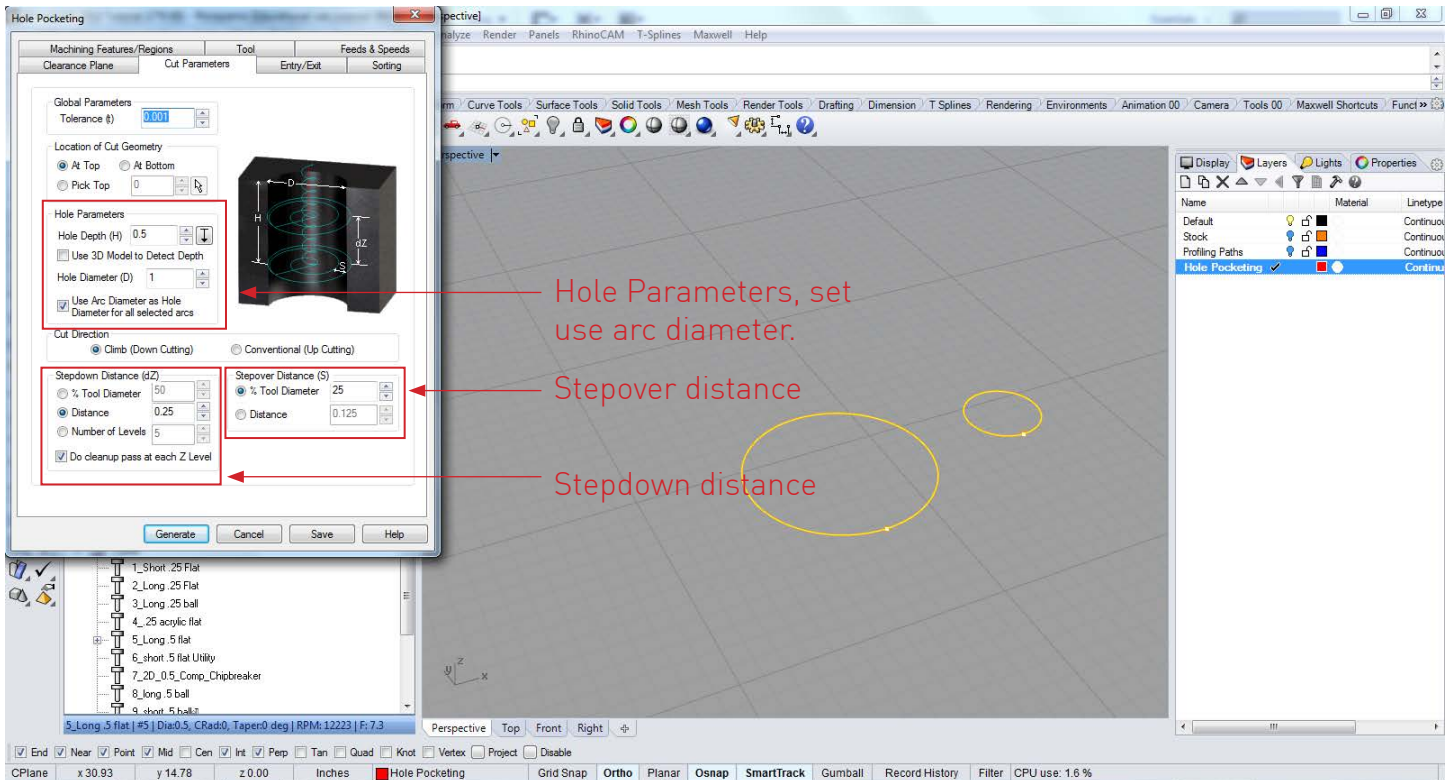 Hole Pocketing
spective]
Machining Features/Regions Tool Feeds & Speeds
Clearance Plane Cut Parameters Entry/Exit Sorting
Global Parameters
Tolerance (t) 0.001
Location of Cut Geometry
At Top At Bottom
Pick Top 0
Hole Parameters
Hole Depth (H) 0.5
Use 3D Model to Detect Depth
Hole Diameter (D) 1
Use Arc Diameter as Hole
Diameter for all selected arcs
D
H
dZ
S
Cut Direction
Climb (Down Cutting) Conventional (Up Cutting)
Stepdown Distance (dZ)
% Tool Diameter 50
Distance 0.25
Number of Levels 5
Do cleanup pass at each Z Level
Stepover Distance (S)
% Tool Diameter 25
Distance 0.125
Generate Cancel Save Help
nalyze Render Panels RhinoCAM T-Splines Maxwell Help
rm Curve Tools Surface Tools Solid Tools Mesh Tools Render Tools Drafting Dimension T Splines Rendering Environments Animation 00 Camera Tools 00 Maxwell Shortcuts Funct »
rspective
Hole Parameters, set
use arc diameter.
Stepover distance
Stepdown distance
Display Layers Lights Properties
Name Material Linetype
Default Continuou
Stock Continuou
Profiling Paths Continuou
Hole Pocketing Continu
1_Short .25 Flat
2_Long .25 Flat
3_Long .25 ball
4_.25 acrylic flat
5_Long .5 flat
6_short .5 flat Utility
7_2D_0.5_Comp_Chipbreaker
8_long .5 ball
9_short .5 ball
5_Long .5 flat | #5 | Dia:0.5, CRad:0, Taper:0 deg | RPM: 12223 | F: 7.3
z
y
x
Perspective Top Front Right
End Near Point Mid Cen Int Perp Tan Quad Knot Vertex Project Disable
CPlane x 30.93 y 14.78 z 0.00 Inches Hole Pocketing Grid Snap Ortho Planar Osnap SmartTrack Gumball Record History Filter CPU use: 1.6 %